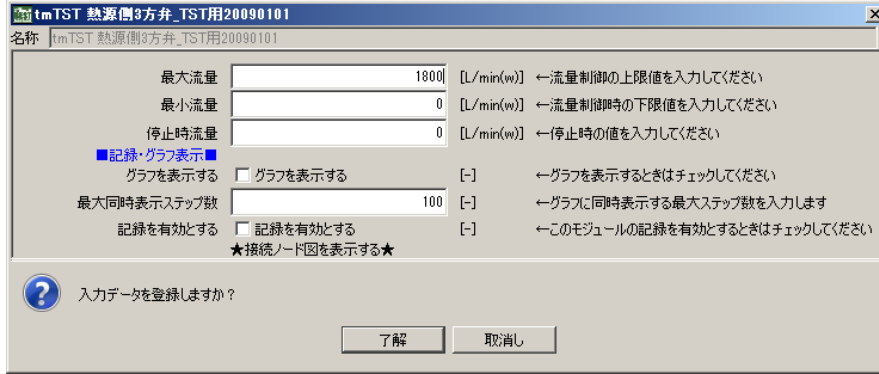 tmTST 熱源側3方弁_TST用20090101
名称 tmTST 熱源側3方弁_TST用20090101
最大流量 1800 [L/min(w)] ←流量制御の上限値を入力してください
最小流量 0 [L/min(w)] ←流量制御時の下限値を入力してください
停止時流量 0 [L/min(w)] ←停止時の値を入力してください
■記録・グラフ表示■
グラフを表示する グラフを表示する [-] ←グラフを表示するときはチェックしてください
最大同時表示ステップ数 100 [-] ←グラフに同時表示する最大ステップ数を入力します
記録を有効とする 記録を有効とする [-] ←このモジュールの記録を有効とするときはチェックしてください
★接続ノード図を表示する★
入力データを登録しますか?
了解 取消し